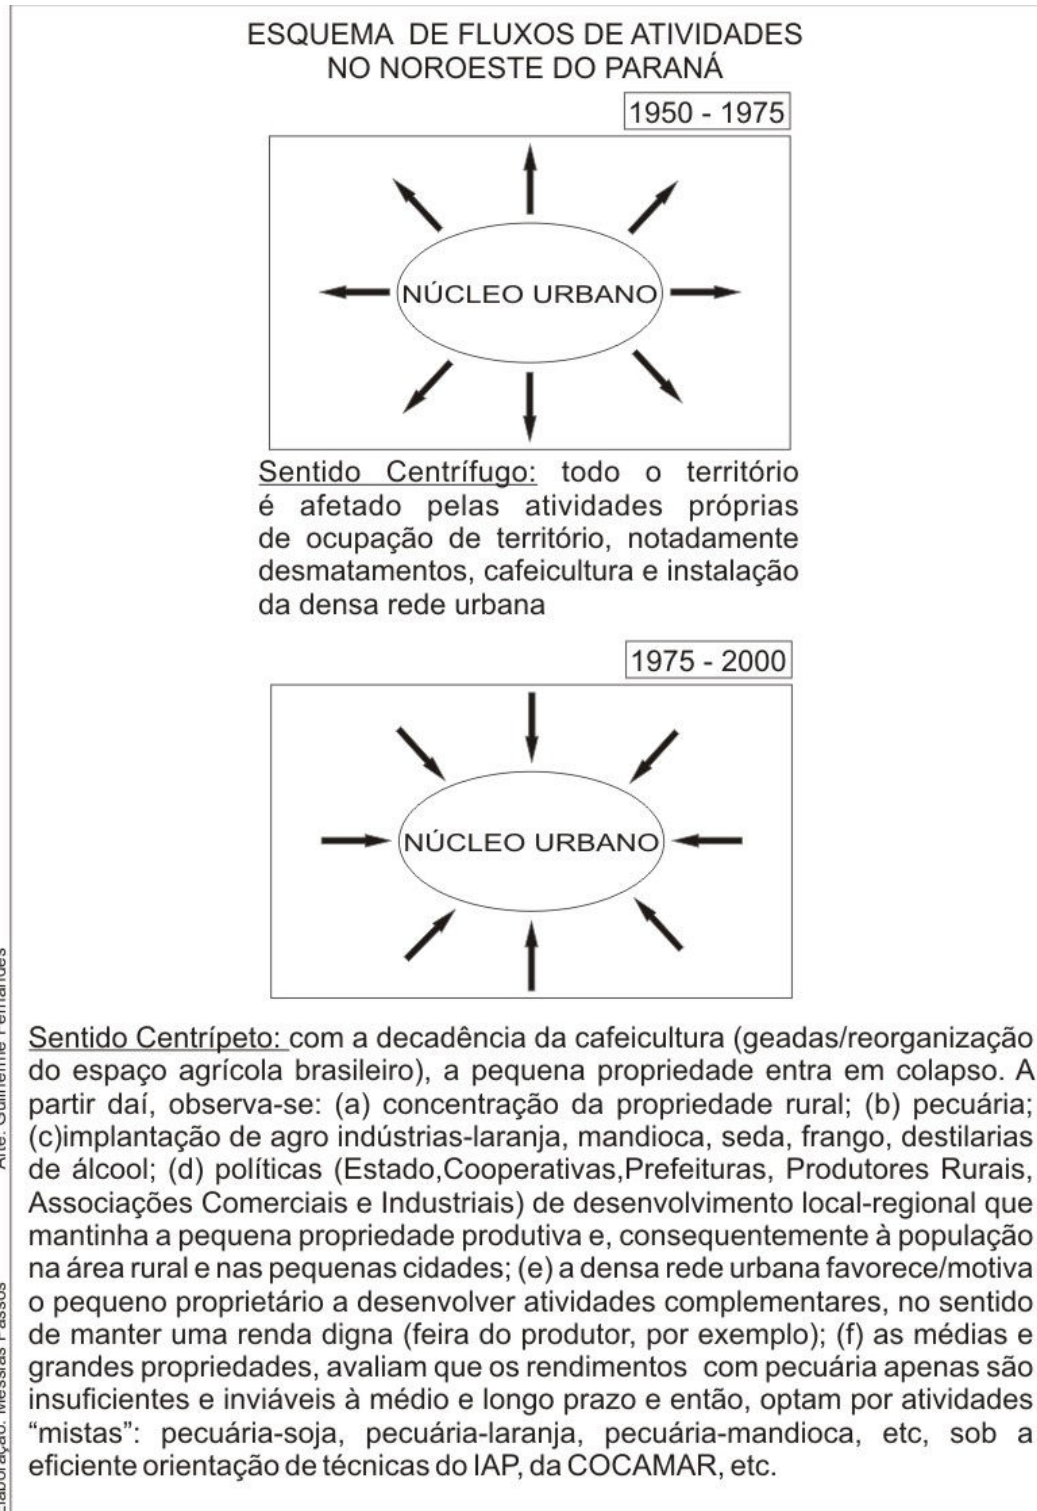 ESQUEMA DE FLUXOS DE ATIVIDADES
NO NOROESTE DO PARANÁ
1950 - 1975
NÚCLEO URBANO
Sentido Centrífugo: todo o território
é afetado pelas atividades próprias
de ocupação de território, notadamente
desmatamentos, cafeicultura e instalação
da densa rede urbana
1975 - 2000
NÚCLEO URBANO
Sentido Centrípeto: com a decadência da cafeicultura (geadas/reorganização
do espaço agrícola brasileiro), a pequena propriedade entra em colapso. A
partir daí, observa-se: (a) concentração da propriedade rural; (b) pecuária;
(c)implantação de agro indústrias-laranja, mandioca, seda, frango, destilarias
de álcool; (d) políticas (Estado,Cooperativas,Prefeituras, Produtores Rurais,
Associações Comerciais e Industriais) de desenvolvimento local-regional que
mantinha a pequena propriedade produtiva e, consequentemente à população
na área rural e nas pequenas cidades; (e) a densa rede urbana favorece/motiva
o pequeno proprietário a desenvolver atividades complementares, no sentido
de manter uma renda digna (feira do produtor, por exemplo); (f) as médias e
grandes propriedades, avaliam que os rendimentos com pecuária apenas são
insuficientes e inviáveis à médio e longo prazo e então, optam por atividades
“mistas”: pecuária-soja, pecuária-laranja, pecuária-mandioca, etc, sob a
eficiente orientação de técnicas do IAP, da COCAMAR, etc.